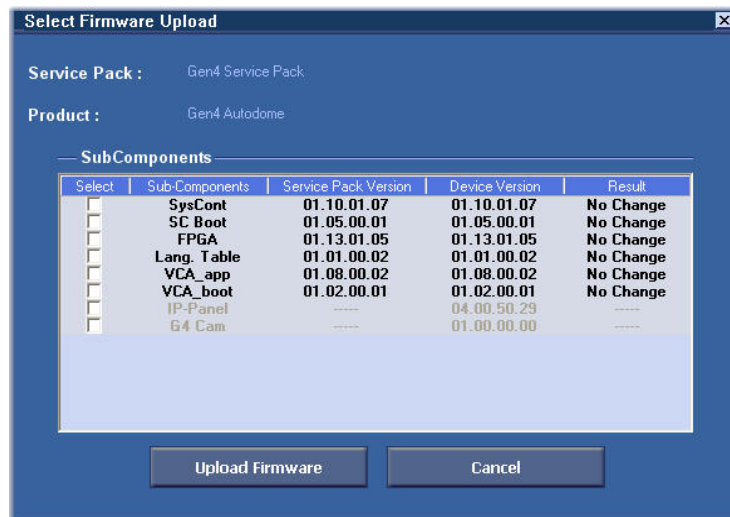 Select Firmware Upload
Service Pack : Gen4 Service Pack
Product : Gen4 Autodome
SubComponents
Select Sub-Components Service Pack Version Device Version Result
SysCont 01.10.01.07 01.10.01.07 No Change
SC Boot 01.05.00.01 01.05.00.01 No Change
FPGA 01.13.01.05 01.13.01.05 No Change
Lang. Table 01.01.00.02 01.01.00.02 No Change
VCA_app 01.08.00.02 01.08.00.02 No Change
VCA_boot 01.02.00.01 01.02.00.01 No Change
IP-Panel ----- 04.00.50.29 -----
G4 Cam ----- 01.00.00.00 -----
Upload Firmware Cancel